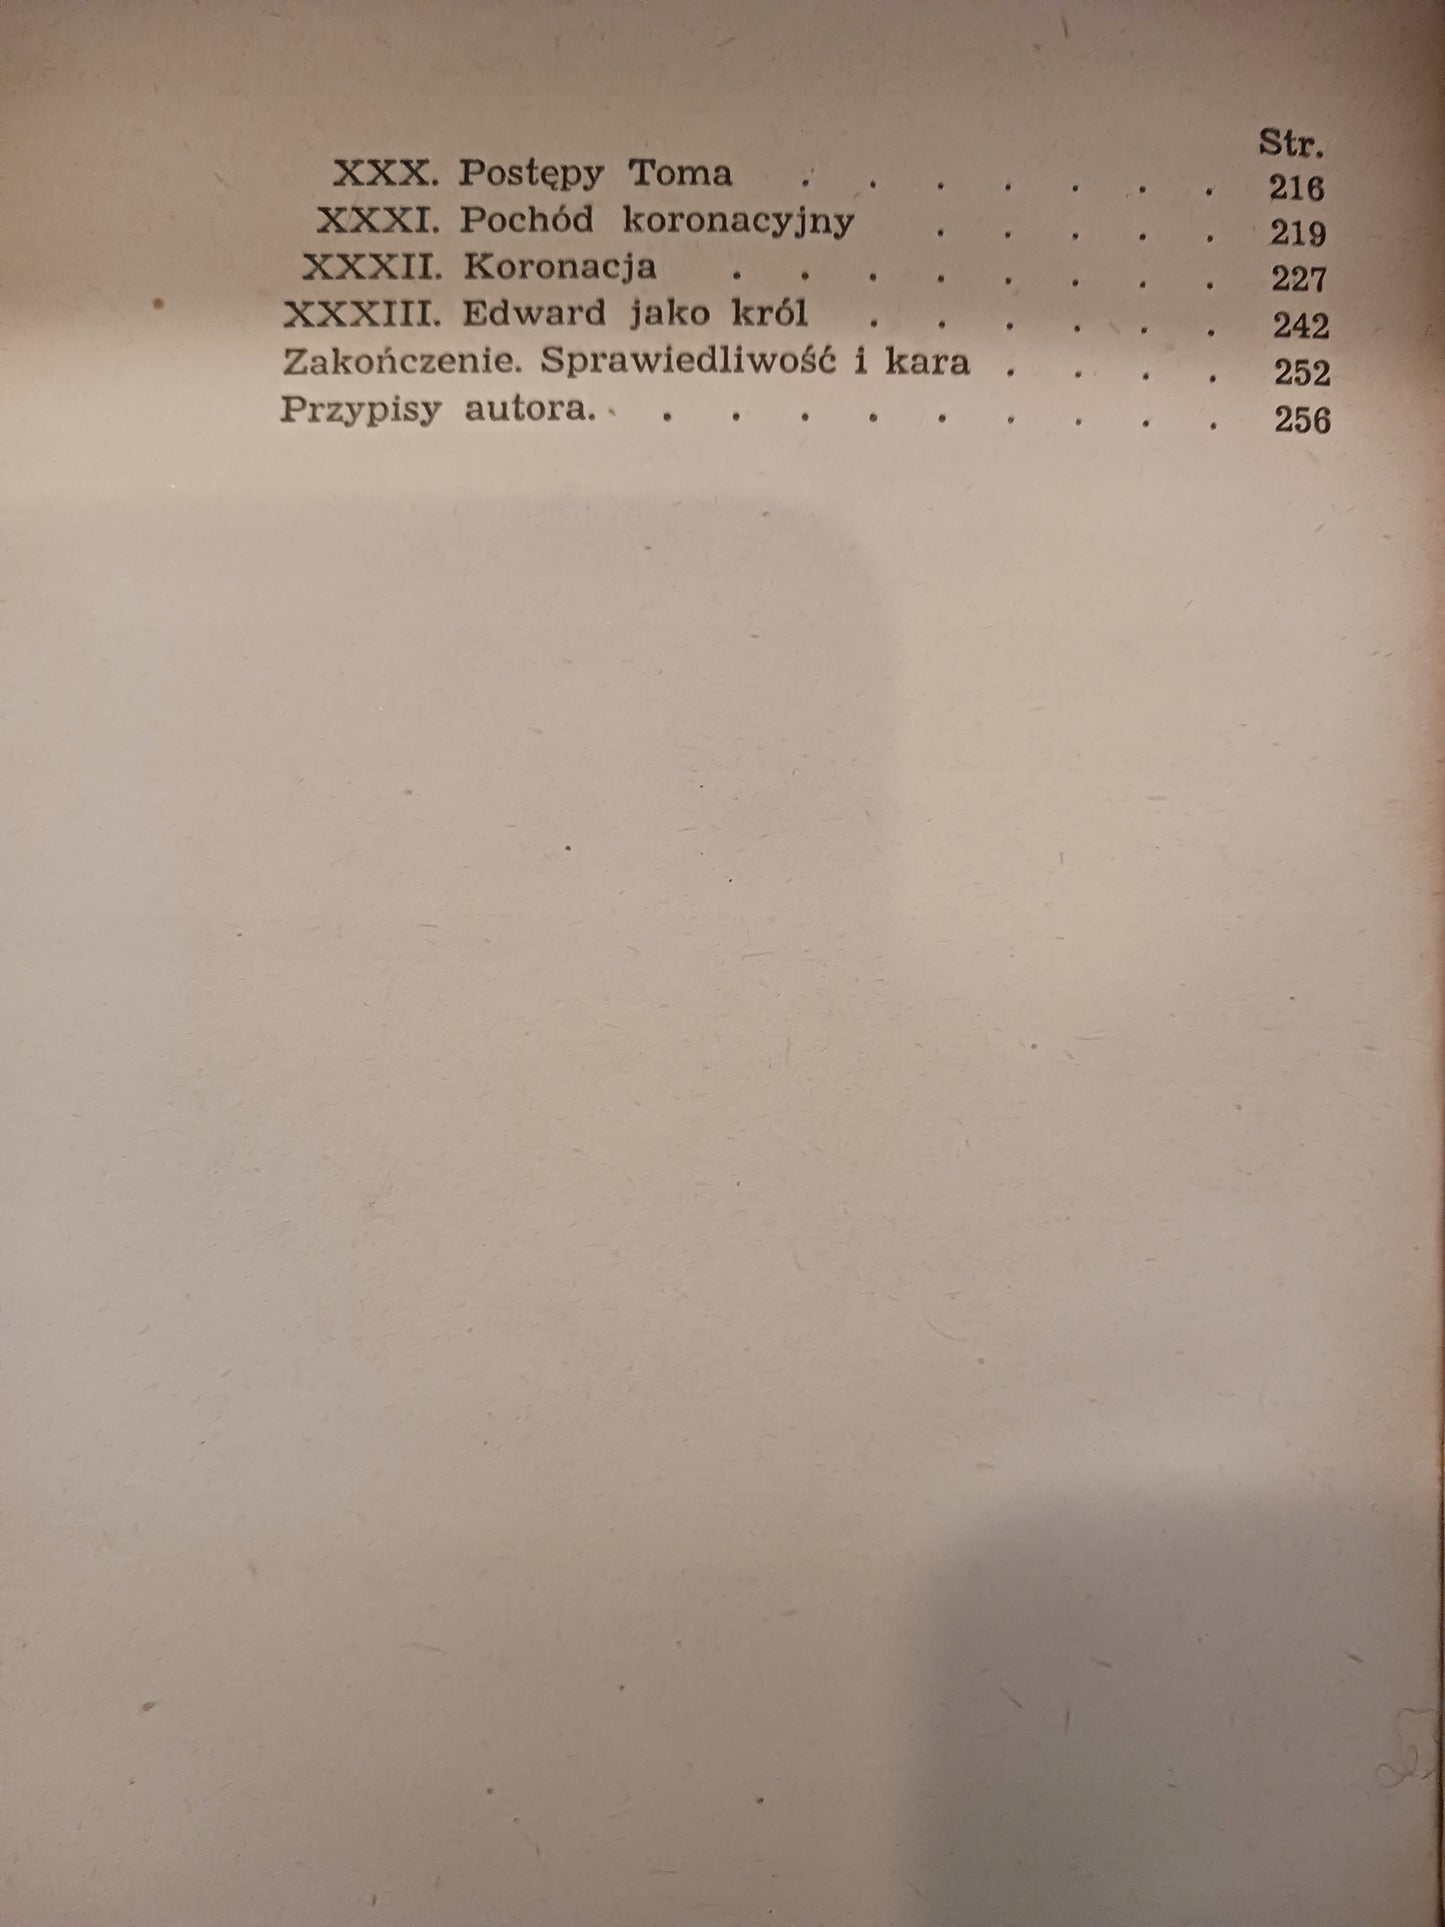 Str.
XXX. Postępy Toma . . . . . . . 216
XXXI. Pochód koronacyjny . . . . . 219
XXXII. Koronacja . . . . . . . . 227
XXXIII. Edward jako król . . . . . . 242
Zakończenie. Sprawiedliwość i kara . . . . 252
Przypisy autora. . . . . . . . . . 256